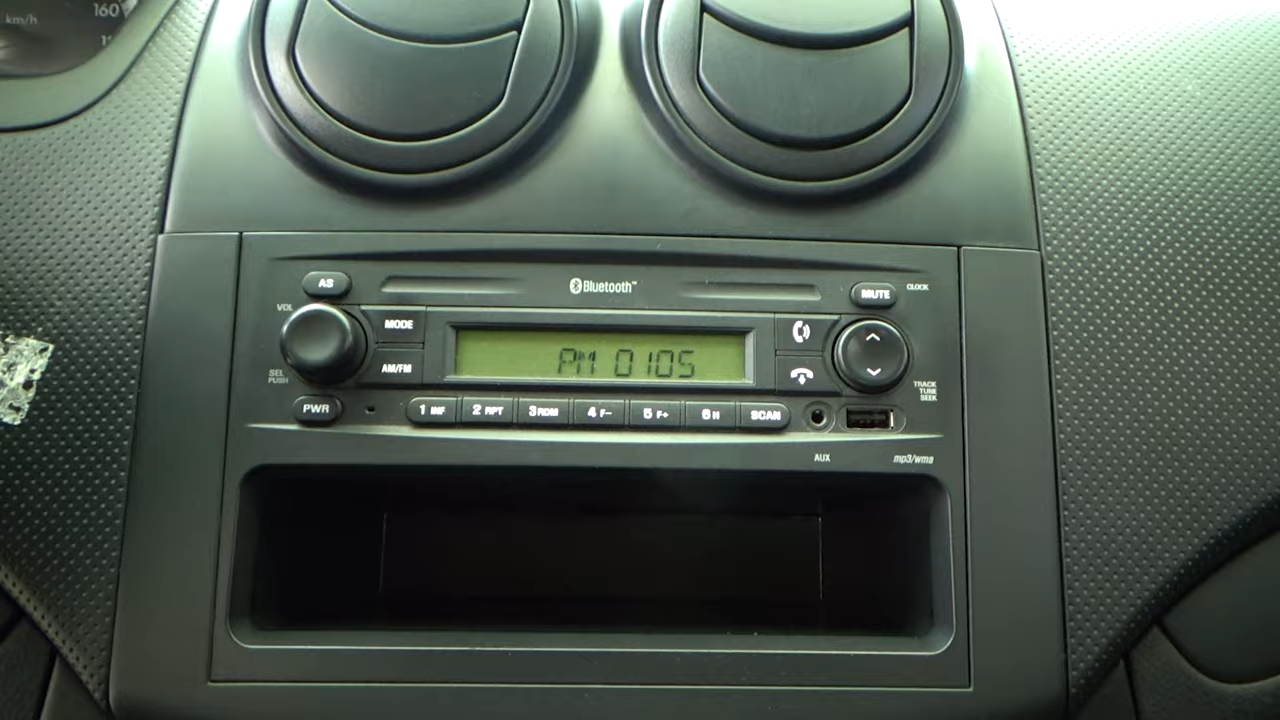 160
km/h
AS
Bluetooth™
MUTE
CLOCK
VOL
MODE
PM 0105
SEL
PUSH
AM/FM
TRACK
TUNE
SEEK
PWR
1 INF
2 RPT
3 RDM
4 F-
5 F+
6 II
SCAN
AUX
mp3/wma